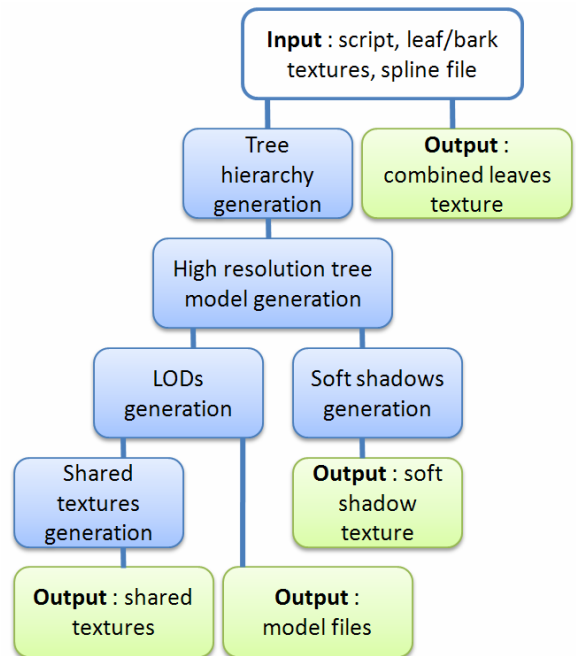 Input : script, leaf/bark
textures, spline file
Tree
hierarchy
generation
Output :
combined leaves
texture
High resolution tree
model generation
LODs
generation
Soft shadows
generation
Shared
textures
generation
Output : soft
shadow
texture
Output : shared
textures
Output :
model files